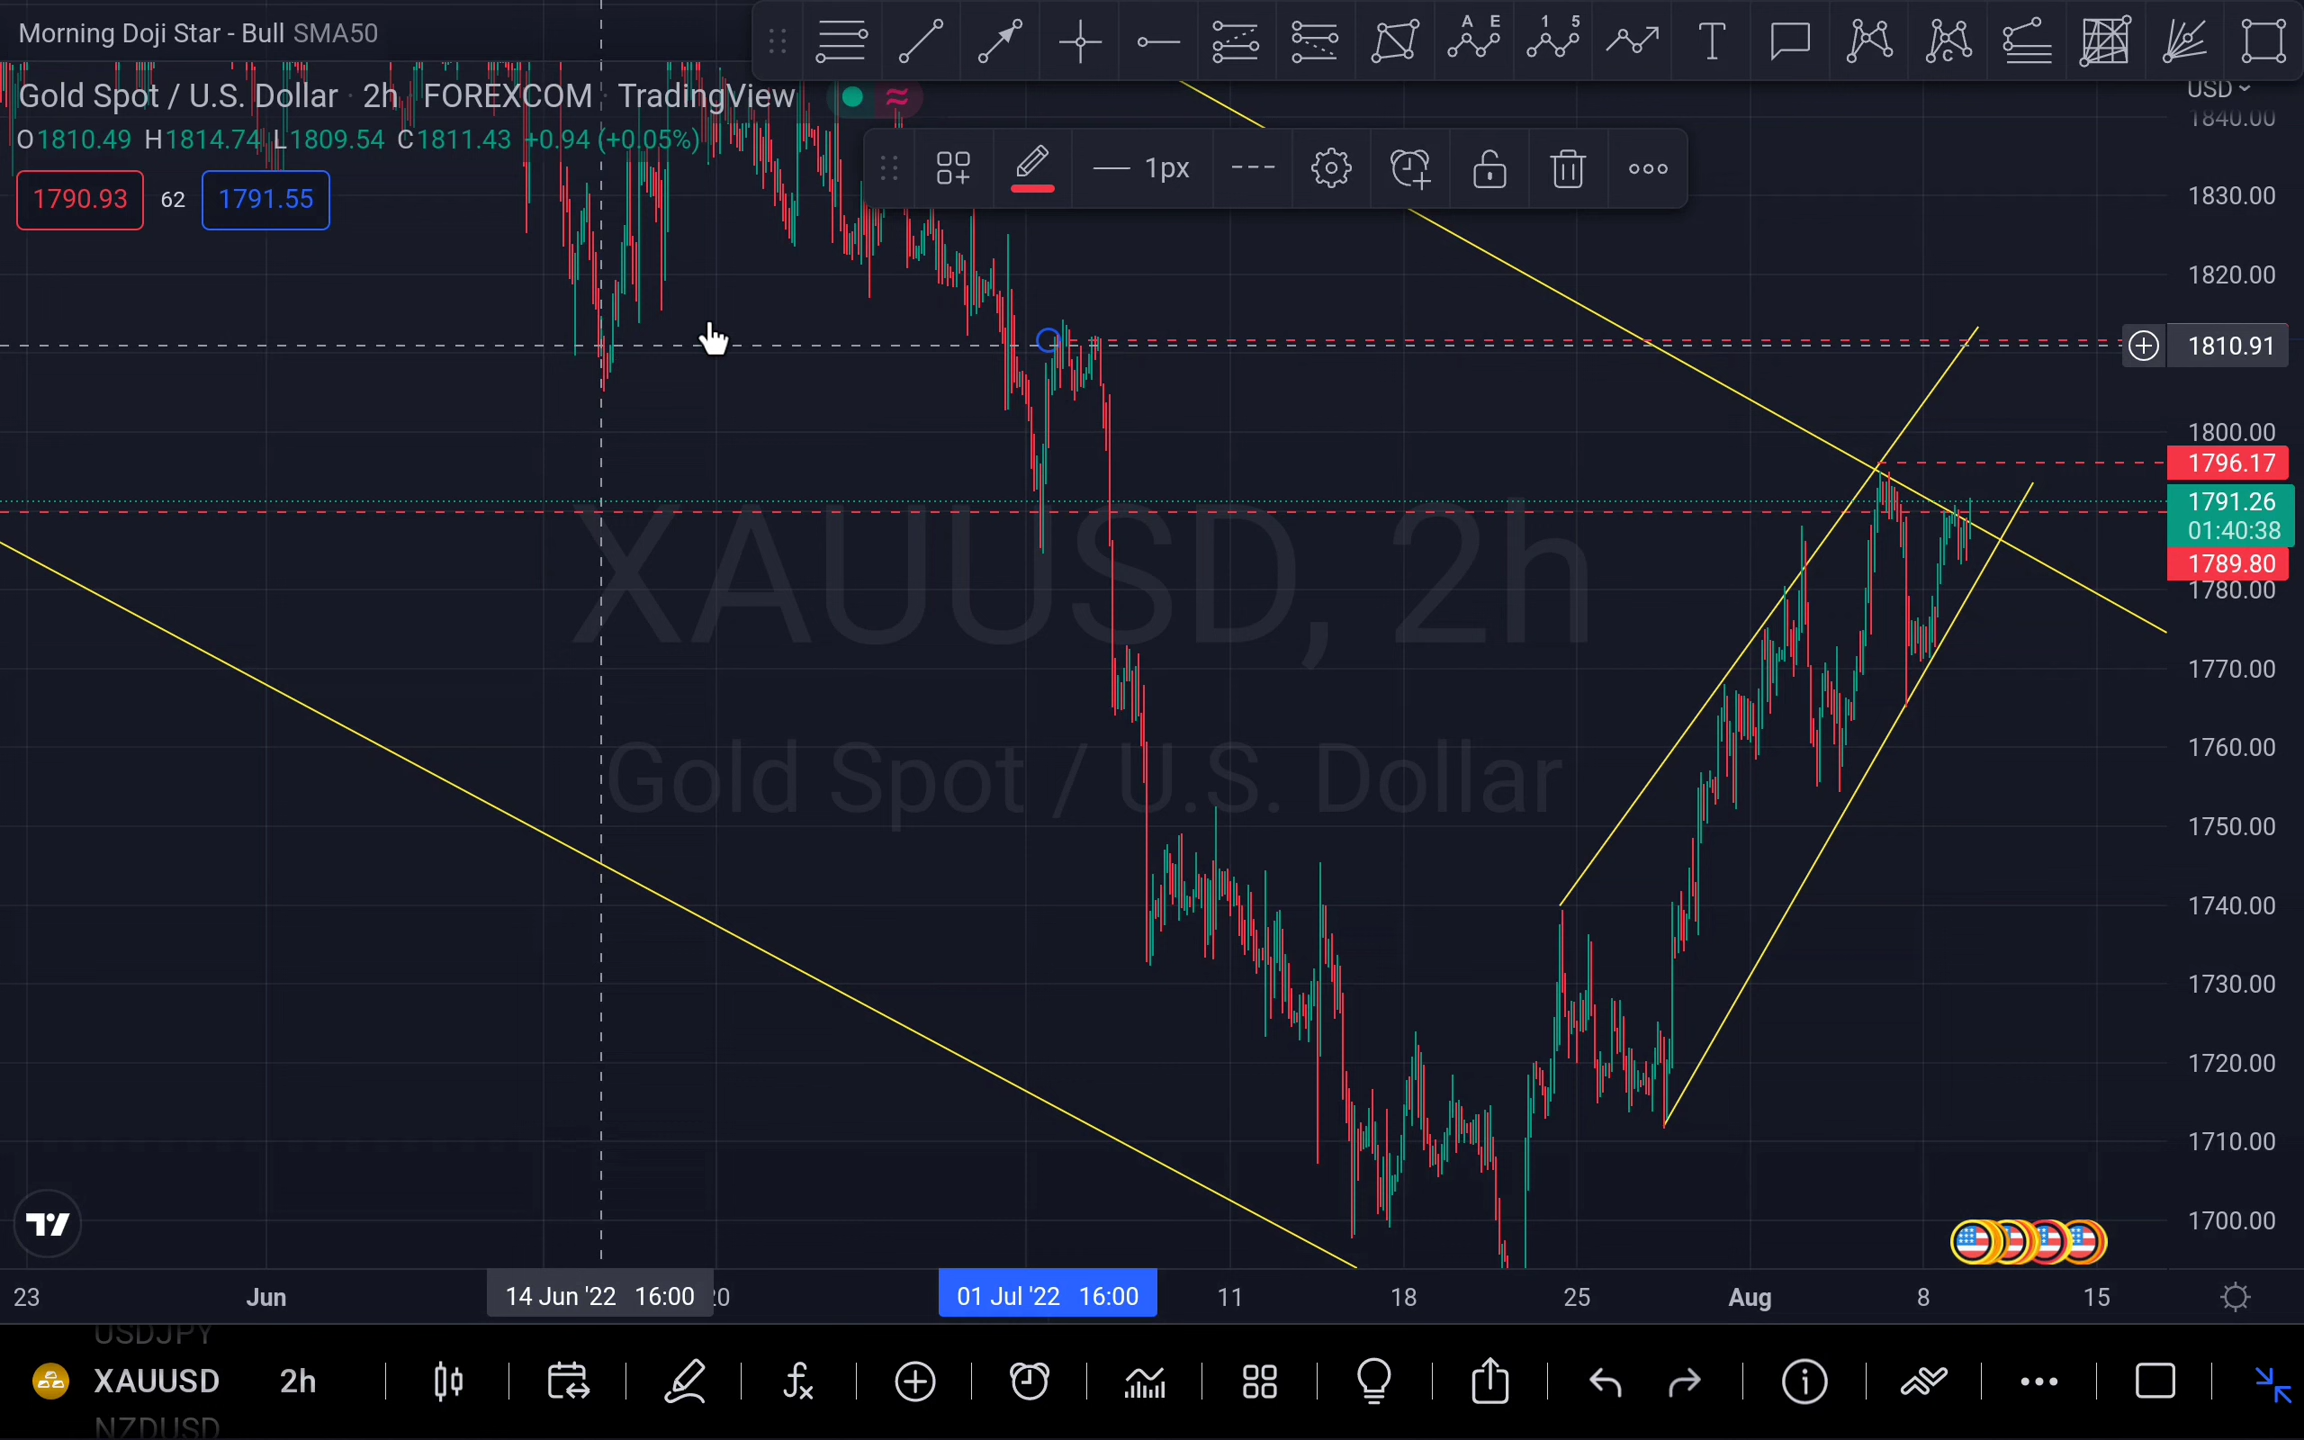 Morning Doji Star - Bull SMA50
A E
1 5
T
C
Gold Spot / U.S. Dollar · 2h · FOREXCOM · TradingView
USD
1840.00
O1810.49 H1814.74 L1809.54 C1811.43 +0.94 (+0.05%)
1px
1790.93 62 1791.55
1830.00
1820.00
1810.91
1800.00
1796.17
1791.26
01:40:38
1789.80
1780.00
XAUUSD, 2h
Gold Spot / U.S. Dollar
1770.00
1760.00
1750.00
1740.00
1730.00
1720.00
1710.00
1700.00
23 Jun 14 Jun '22 16:00 20 01 Jul '22 16:00 11 18 25 Aug 8 15
USDJPY
XAUUSD 2h
NZDUSD